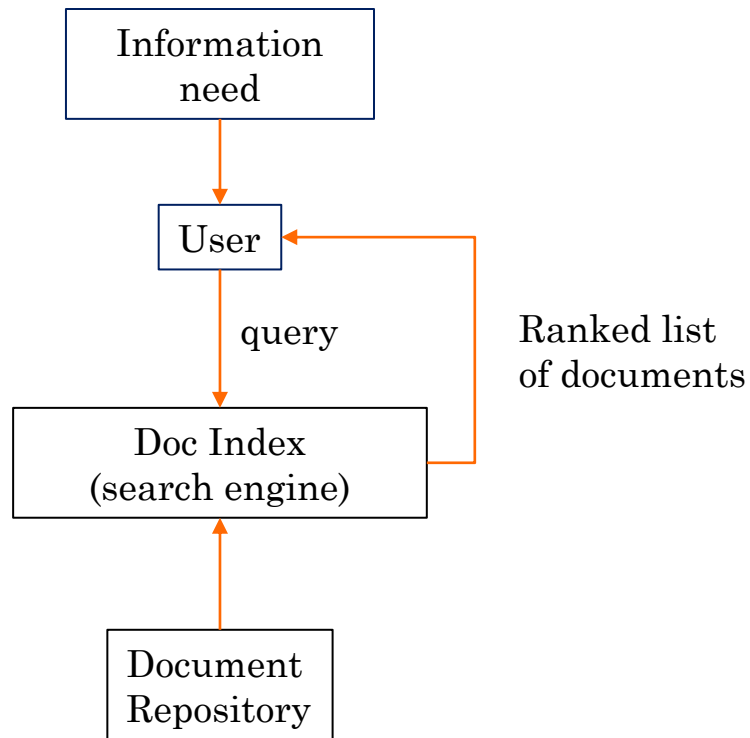 Information
need
User
query
Ranked list
of documents
Doc Index
(search engine)
Document
Repository